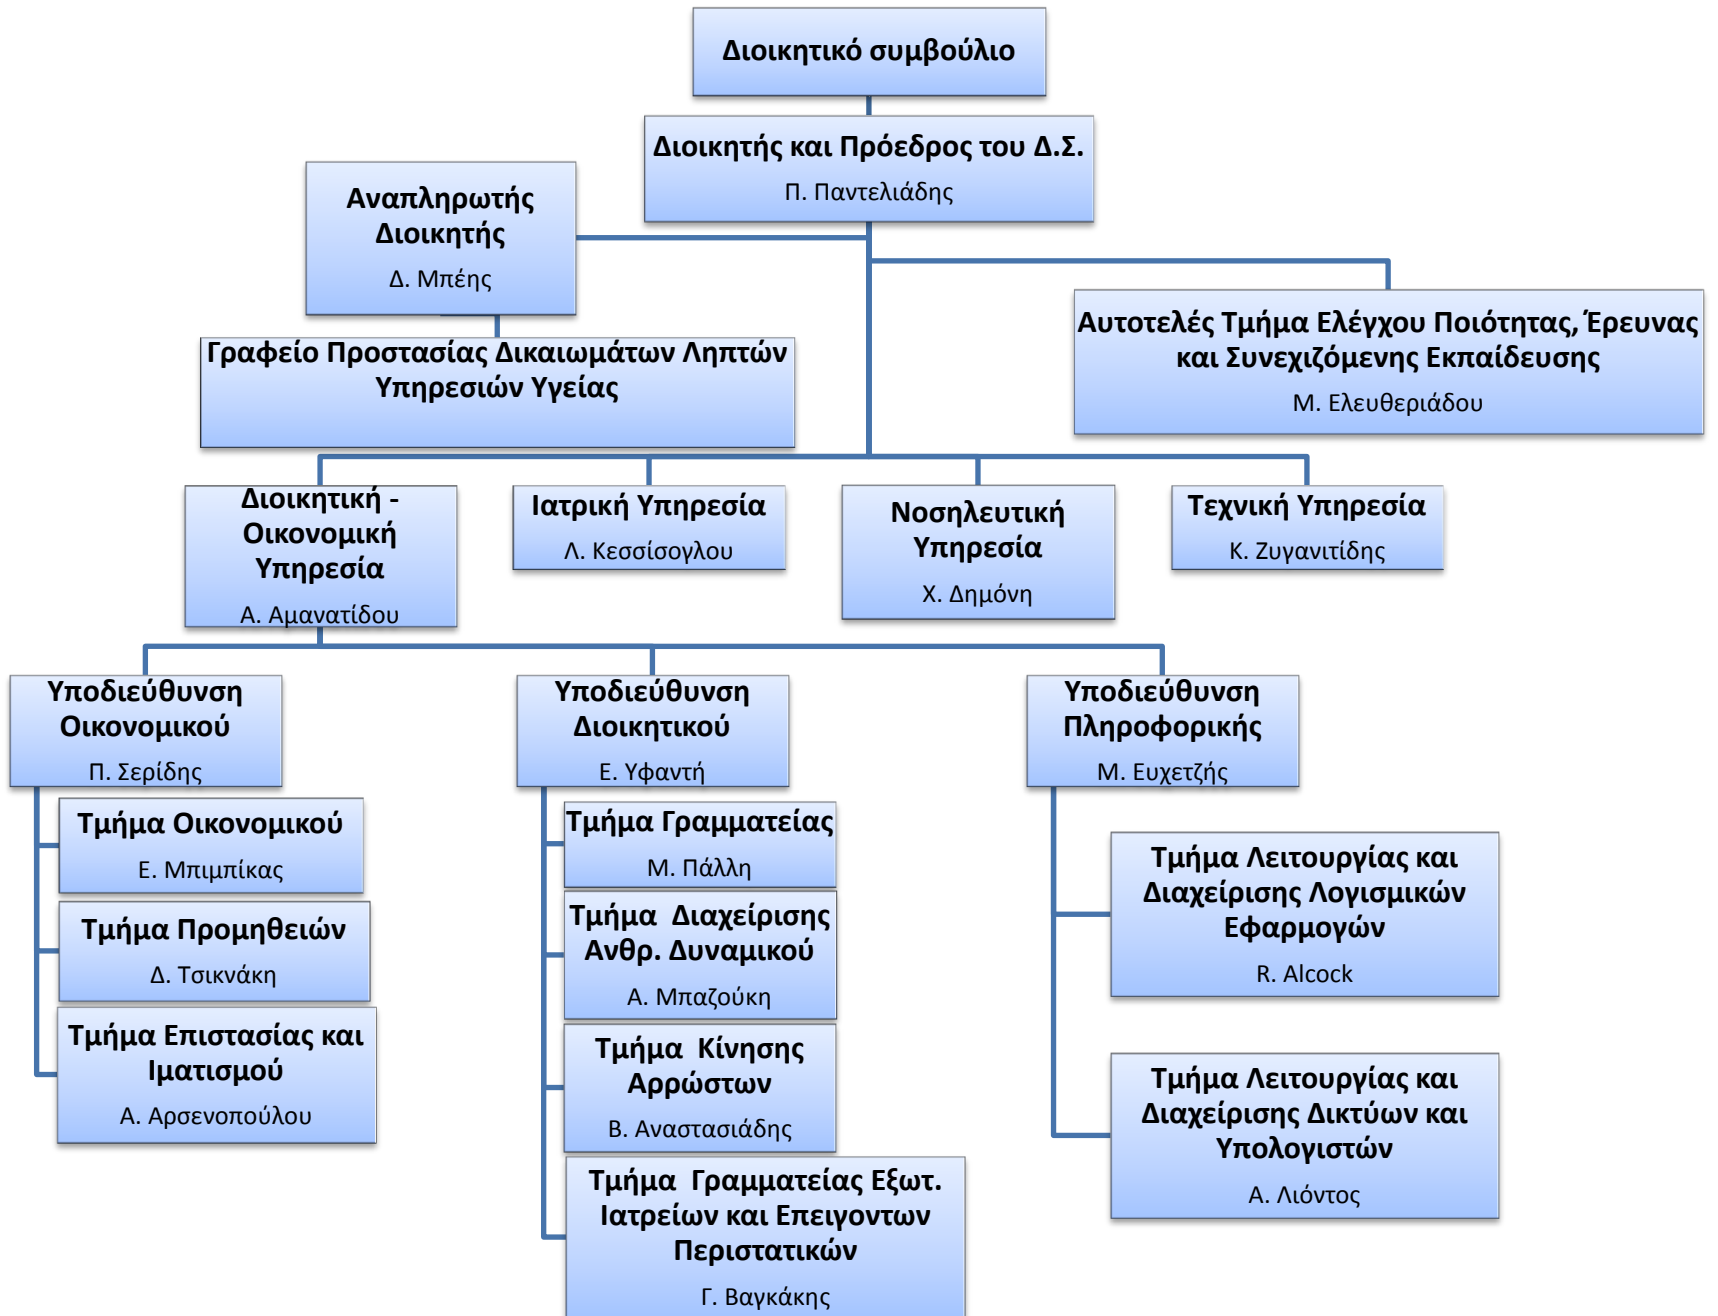 Διοικητικό συμβούλιο
Διοικητής και Πρόεδρος του Δ.Σ.
Π. Παντελιάδης
Αναπληρωτής
Διοικητής
Δ. Μπέης
Γραφείο Προστασίας Δικαιωμάτων Ληπτών
Υπηρεσιών Υγείας
Αυτοτελές Τμήμα Ελέγχου Ποιότητας, Έρευνας
και Συνεχιζόμενης Εκπαίδευσης
Μ. Ελευθεριάδου
Διοικητική -
Οικονομική
Υπηρεσία
Α. Αμανατίδου
Ιατρική Υπηρεσία
Λ. Κεσσίσογλου
Νοσηλευτική
Υπηρεσία
Χ. Δημόνη
Τεχνική Υπηρεσία
Κ. Ζυγανιτίδης
Υποδιεύθυνση
Οικονομικού
Π. Σερίδης
Τμήμα Οικονομικού
Ε. Μπιμπίκας
Τμήμα Προμηθειών
Δ. Τσικνάκη
Τμήμα Επιστασίας και
Ιματισμού
Α. Αρσενοπούλου
Υποδιεύθυνση
Διοικητικού
Ε. Υφαντή
Τμήμα Γραμματείας
Μ. Πάλλη
Τμήμα Διαχείρισης
Ανθρ. Δυναμικού
Α. Μπαζούκη
Τμήμα Κίνησης
Αρρώστων
Β. Αναστασιάδης
Τμήμα Γραμματείας Εξωτ.
Ιατρείων και Επειγοντων
Περιστατικών
Γ. Βαγκάκης
Υποδιεύθυνση
Πληροφορικής
Μ. Ευχετζής
Τμήμα Λειτουργίας και
Διαχείρισης Λογισμικών
Εφαρμογών
R. Alcock
Τμήμα Λειτουργίας και
Διαχείρισης Δικτύων και
Υπολογιστών
Α. Λιόντος